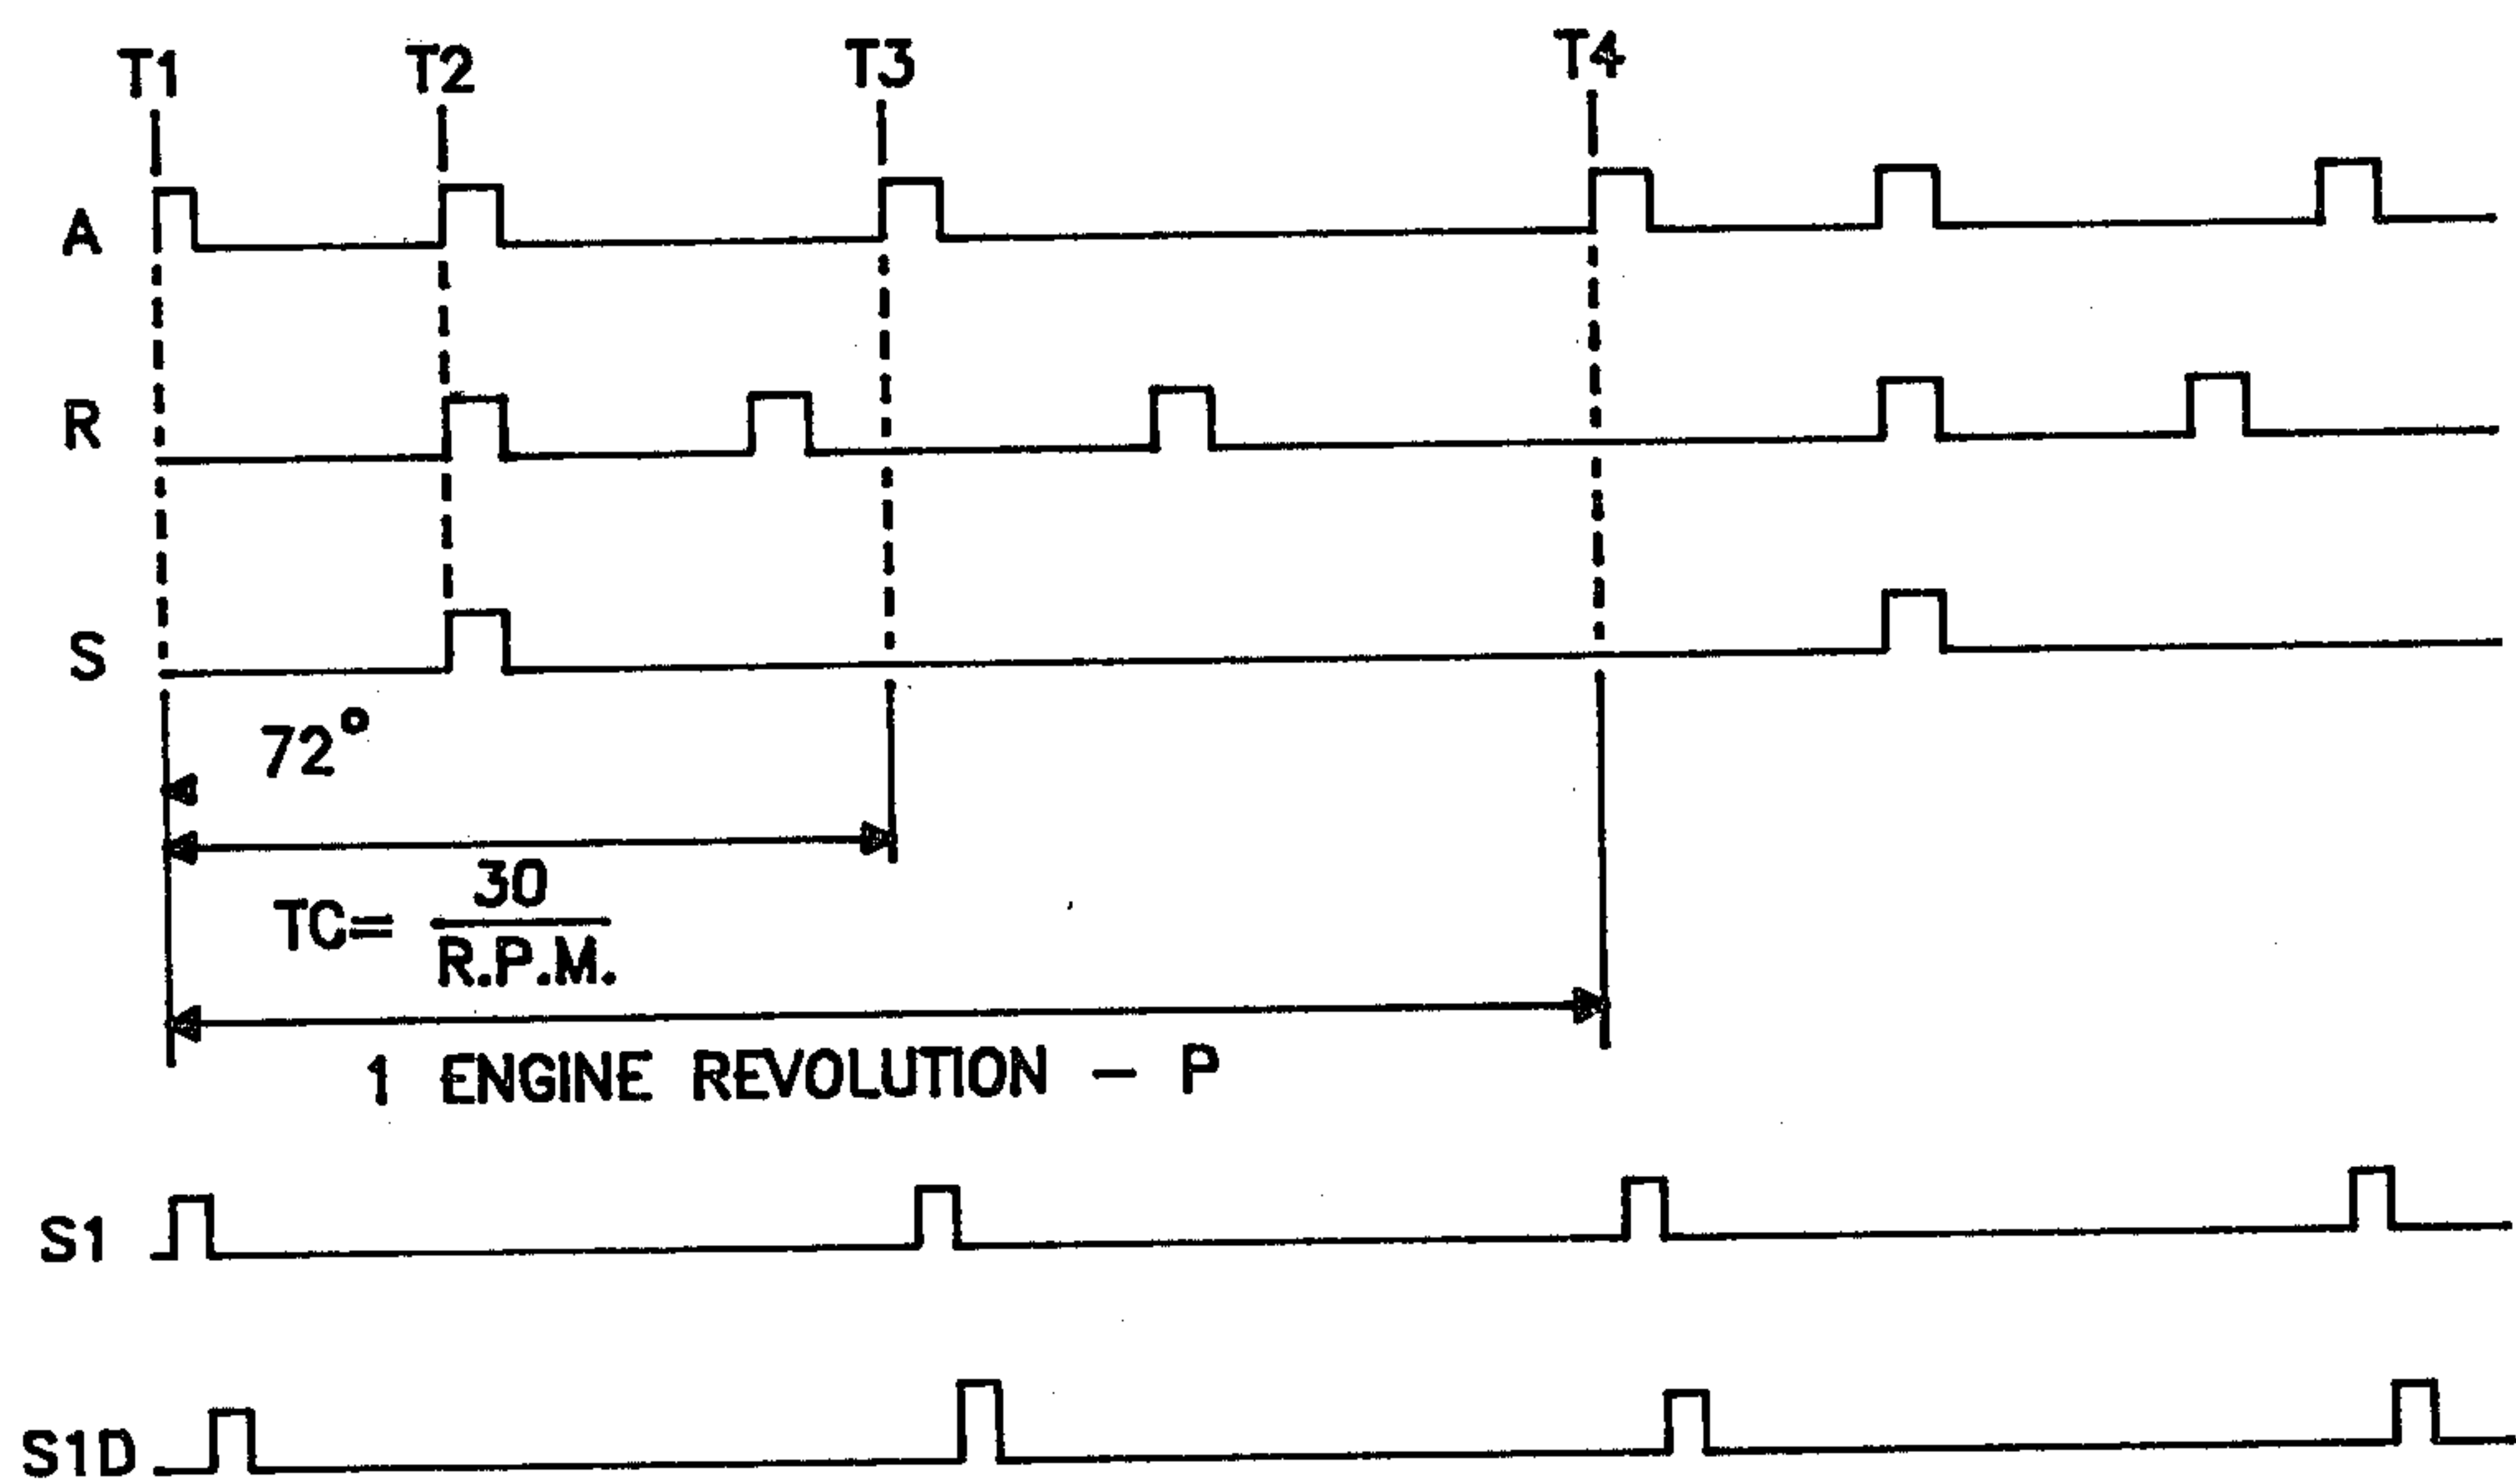 T1 T2 T3 T4
A
R
S
72°
TC= 30
R.P.M.
1 ENGINE REVOLUTION – P
S1
S1D